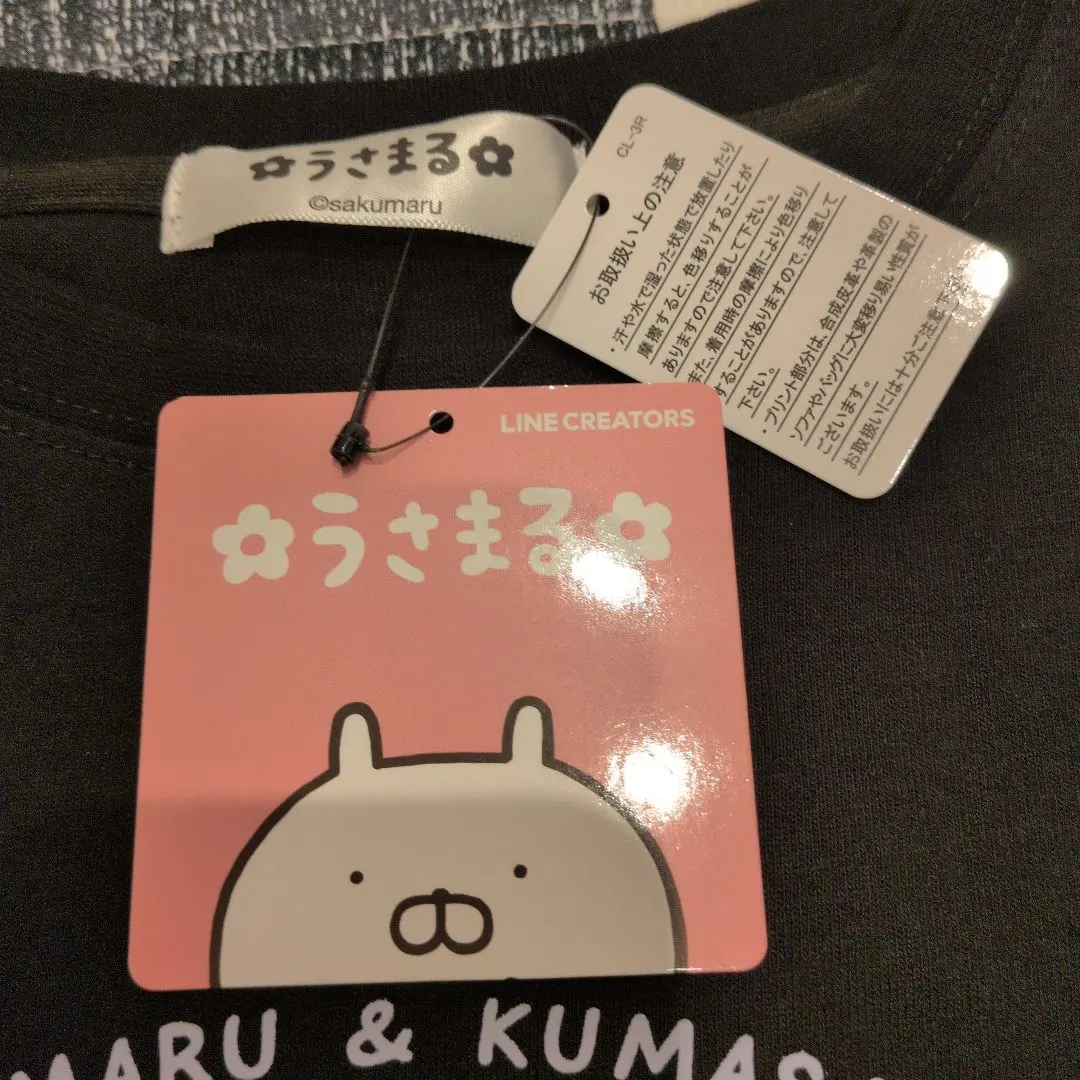 うさまる
©sakumaru
CL-3R
お取扱い上の注意
・汗や水で湿った状態で放置したり
摩擦すると、色移りすることが
ありますので注意して下さい。
また、着用時の摩擦により色移り
することがありますので、注意して
下さい。
・プリント部分は、合成皮革や革製の
ソファやバッグに大変移り易い性質が
ございます。
お取扱いには十分ご注意下
LINE CREATORS
うさまる
MARU & KUMA